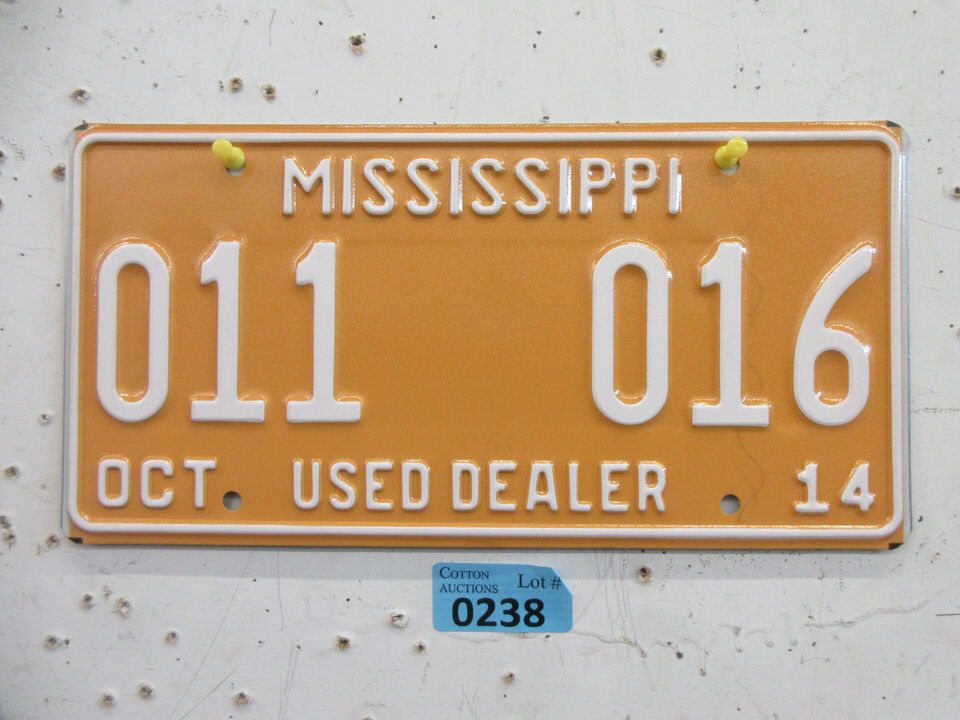 MISSISSIPPI
011 016
OCT USED DEALER 14
COTTON AUCTIONS Lot #
0238